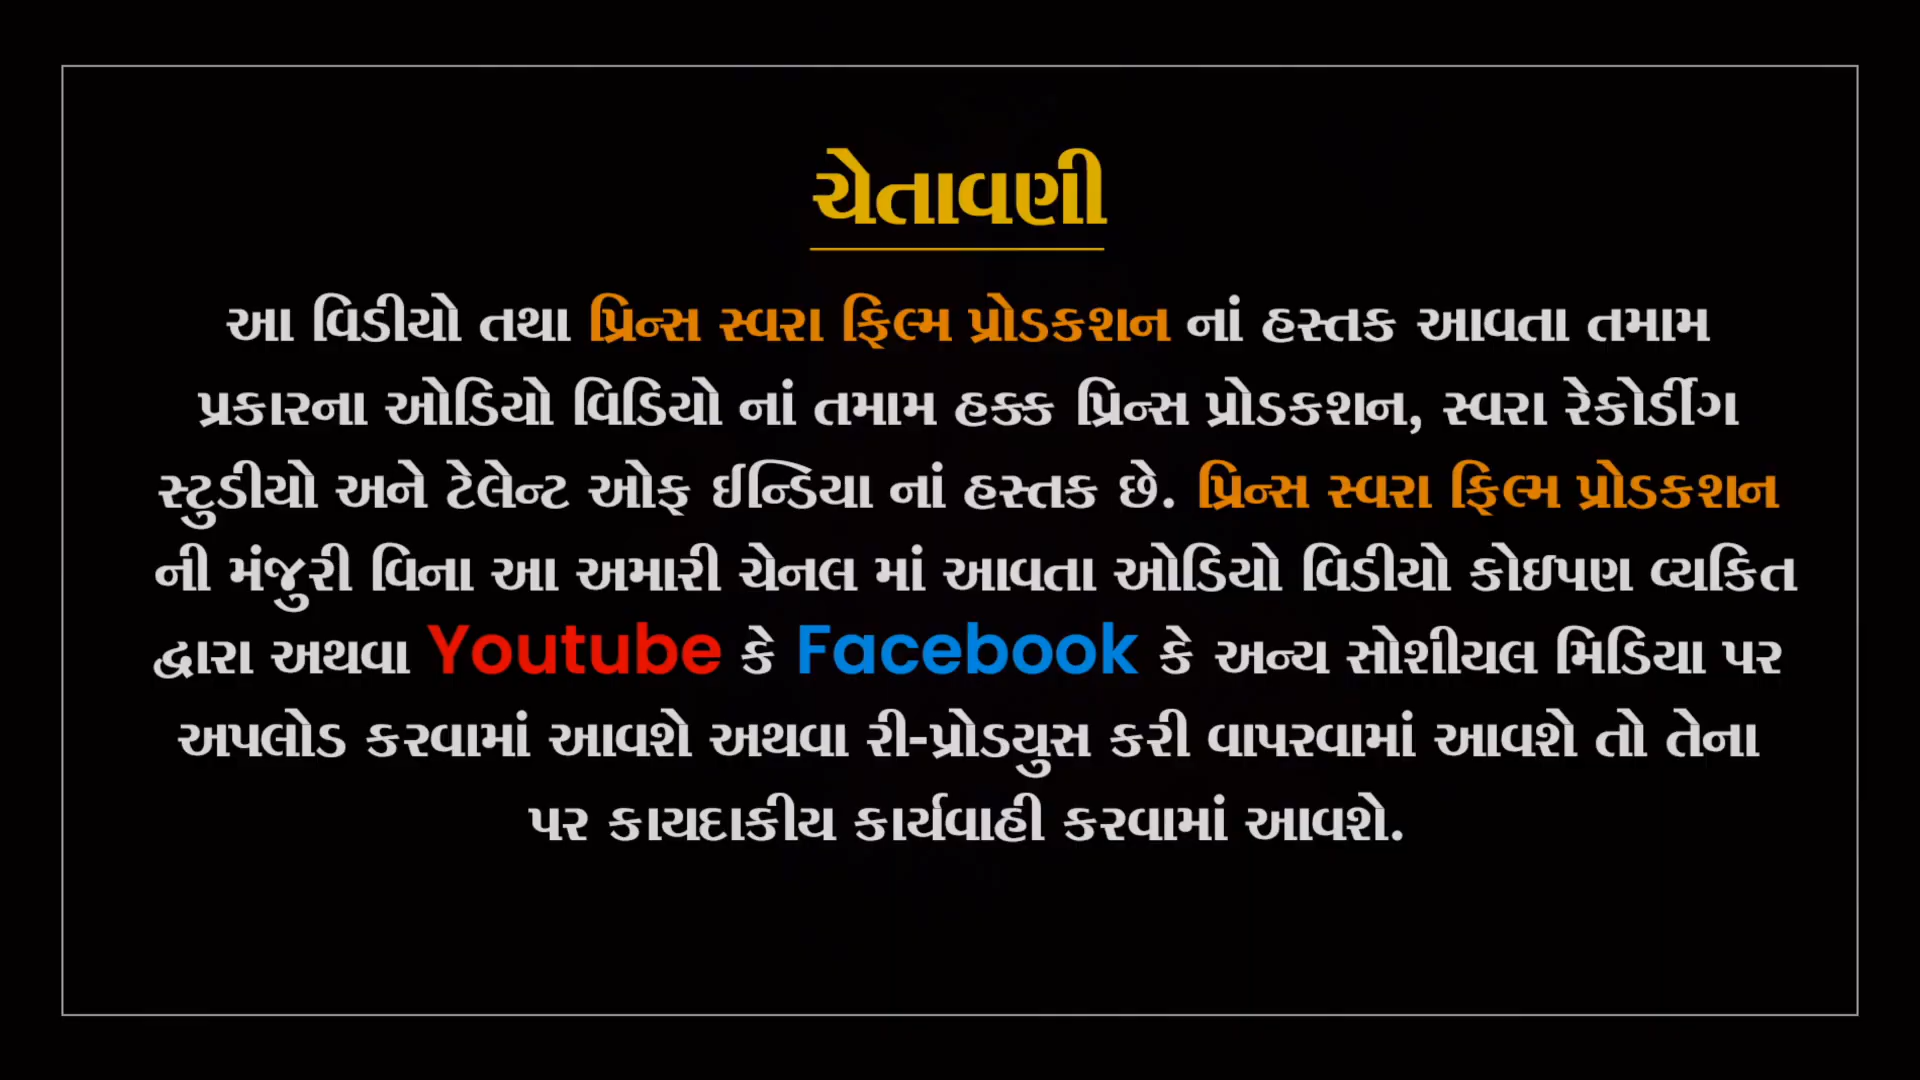 ચેતાવણી
આ વિડીયો તથા પ્રિન્સ સ્વરા ફિલ્મ પ્રોડકશન નાં હસ્તક આવતા તમામ
પ્રકારના ઓડિયો વિડિયો નાં તમામ હક્ક પ્રિન્સ પ્રોડકશન, સ્વરા રેકોર્ડીંગ
સ્ટુડીયો અને ટેલેન્ટ ઓફ ઈન્ડિયા નાં હસ્તક છે. પ્રિન્સ સ્વરા ફિલ્મ પ્રોડકશન
ની મંજુરી વિના આ અમારી ચેનલ માં આવતા ઓડિયો વિડીયો કોઇપણ વ્યકિત
દ્વારા અથવા Youtube કે Facebook કે અન્ય સોશીયલ મિડિયા પર
અપલોડ કરવામાં આવશે અથવા રી-પ્રોડયુસ કરી વાપરવામાં આવશે તો તેના
પર કાયદાકીય કાર્યવાહી કરવામાં આવશે.